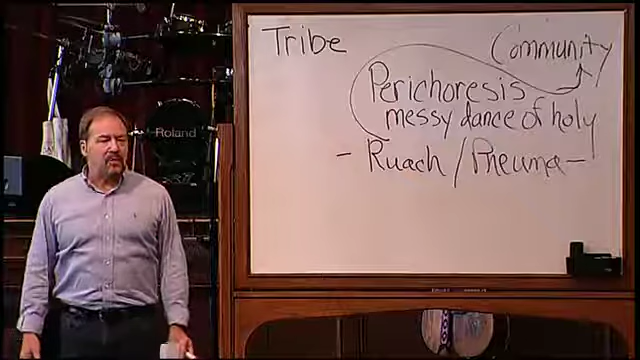 Tribe
Community
Perichoresis
messy dance of holy
- Ruach / Pneuma -
Roland